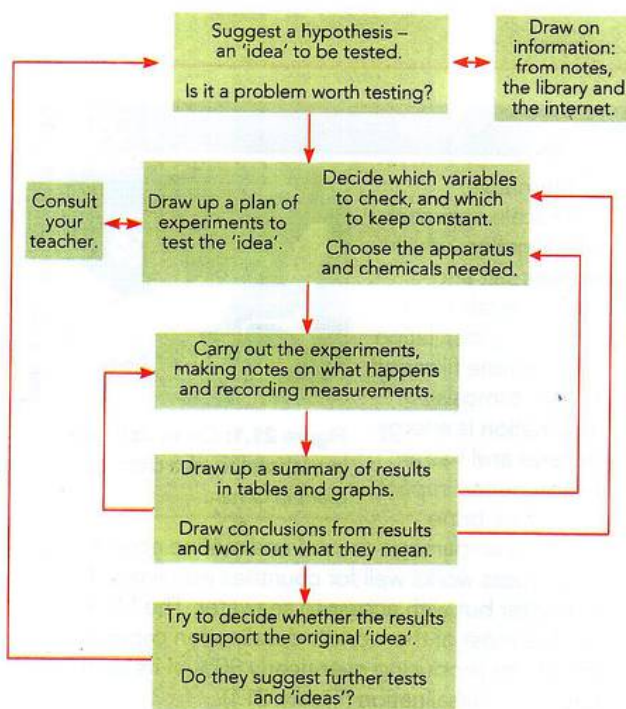 Suggest a hypothesis –
an 'idea' to be tested.
Is it a problem worth testing?
Draw on
information:
from notes,
the library and
the internet.
Consult
your
teacher.
Draw up a plan of
experiments to
test the 'idea'.
Decide which variables
to check, and which
to keep constant.
Choose the apparatus
and chemicals needed.
Carry out the experiments,
making notes on what happens
and recording measurements.
Draw up a summary of results
in tables and graphs.
Draw conclusions from results
and work out what they mean.
Try to decide whether the results
support the original 'idea'.
Do they suggest further tests
and 'ideas'?